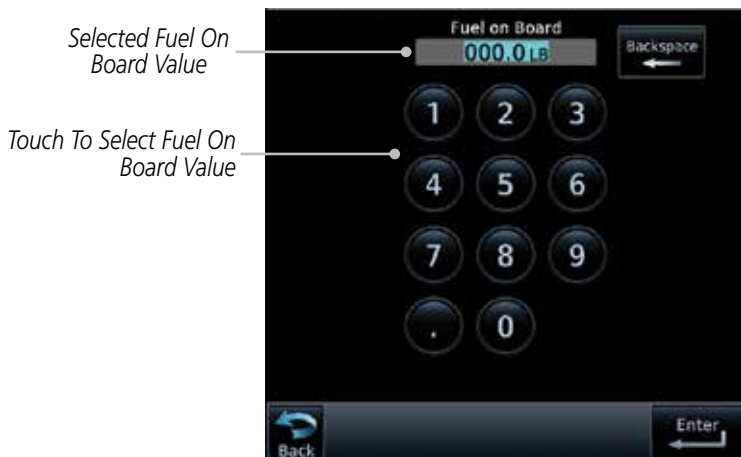 Selected Fuel On
Board Value
Touch To Select Fuel On
Board Value
Fuel on Board
000.0 LB
Backspace
1 2 3
4 5 6
7 8 9
. 0
Back
Enter